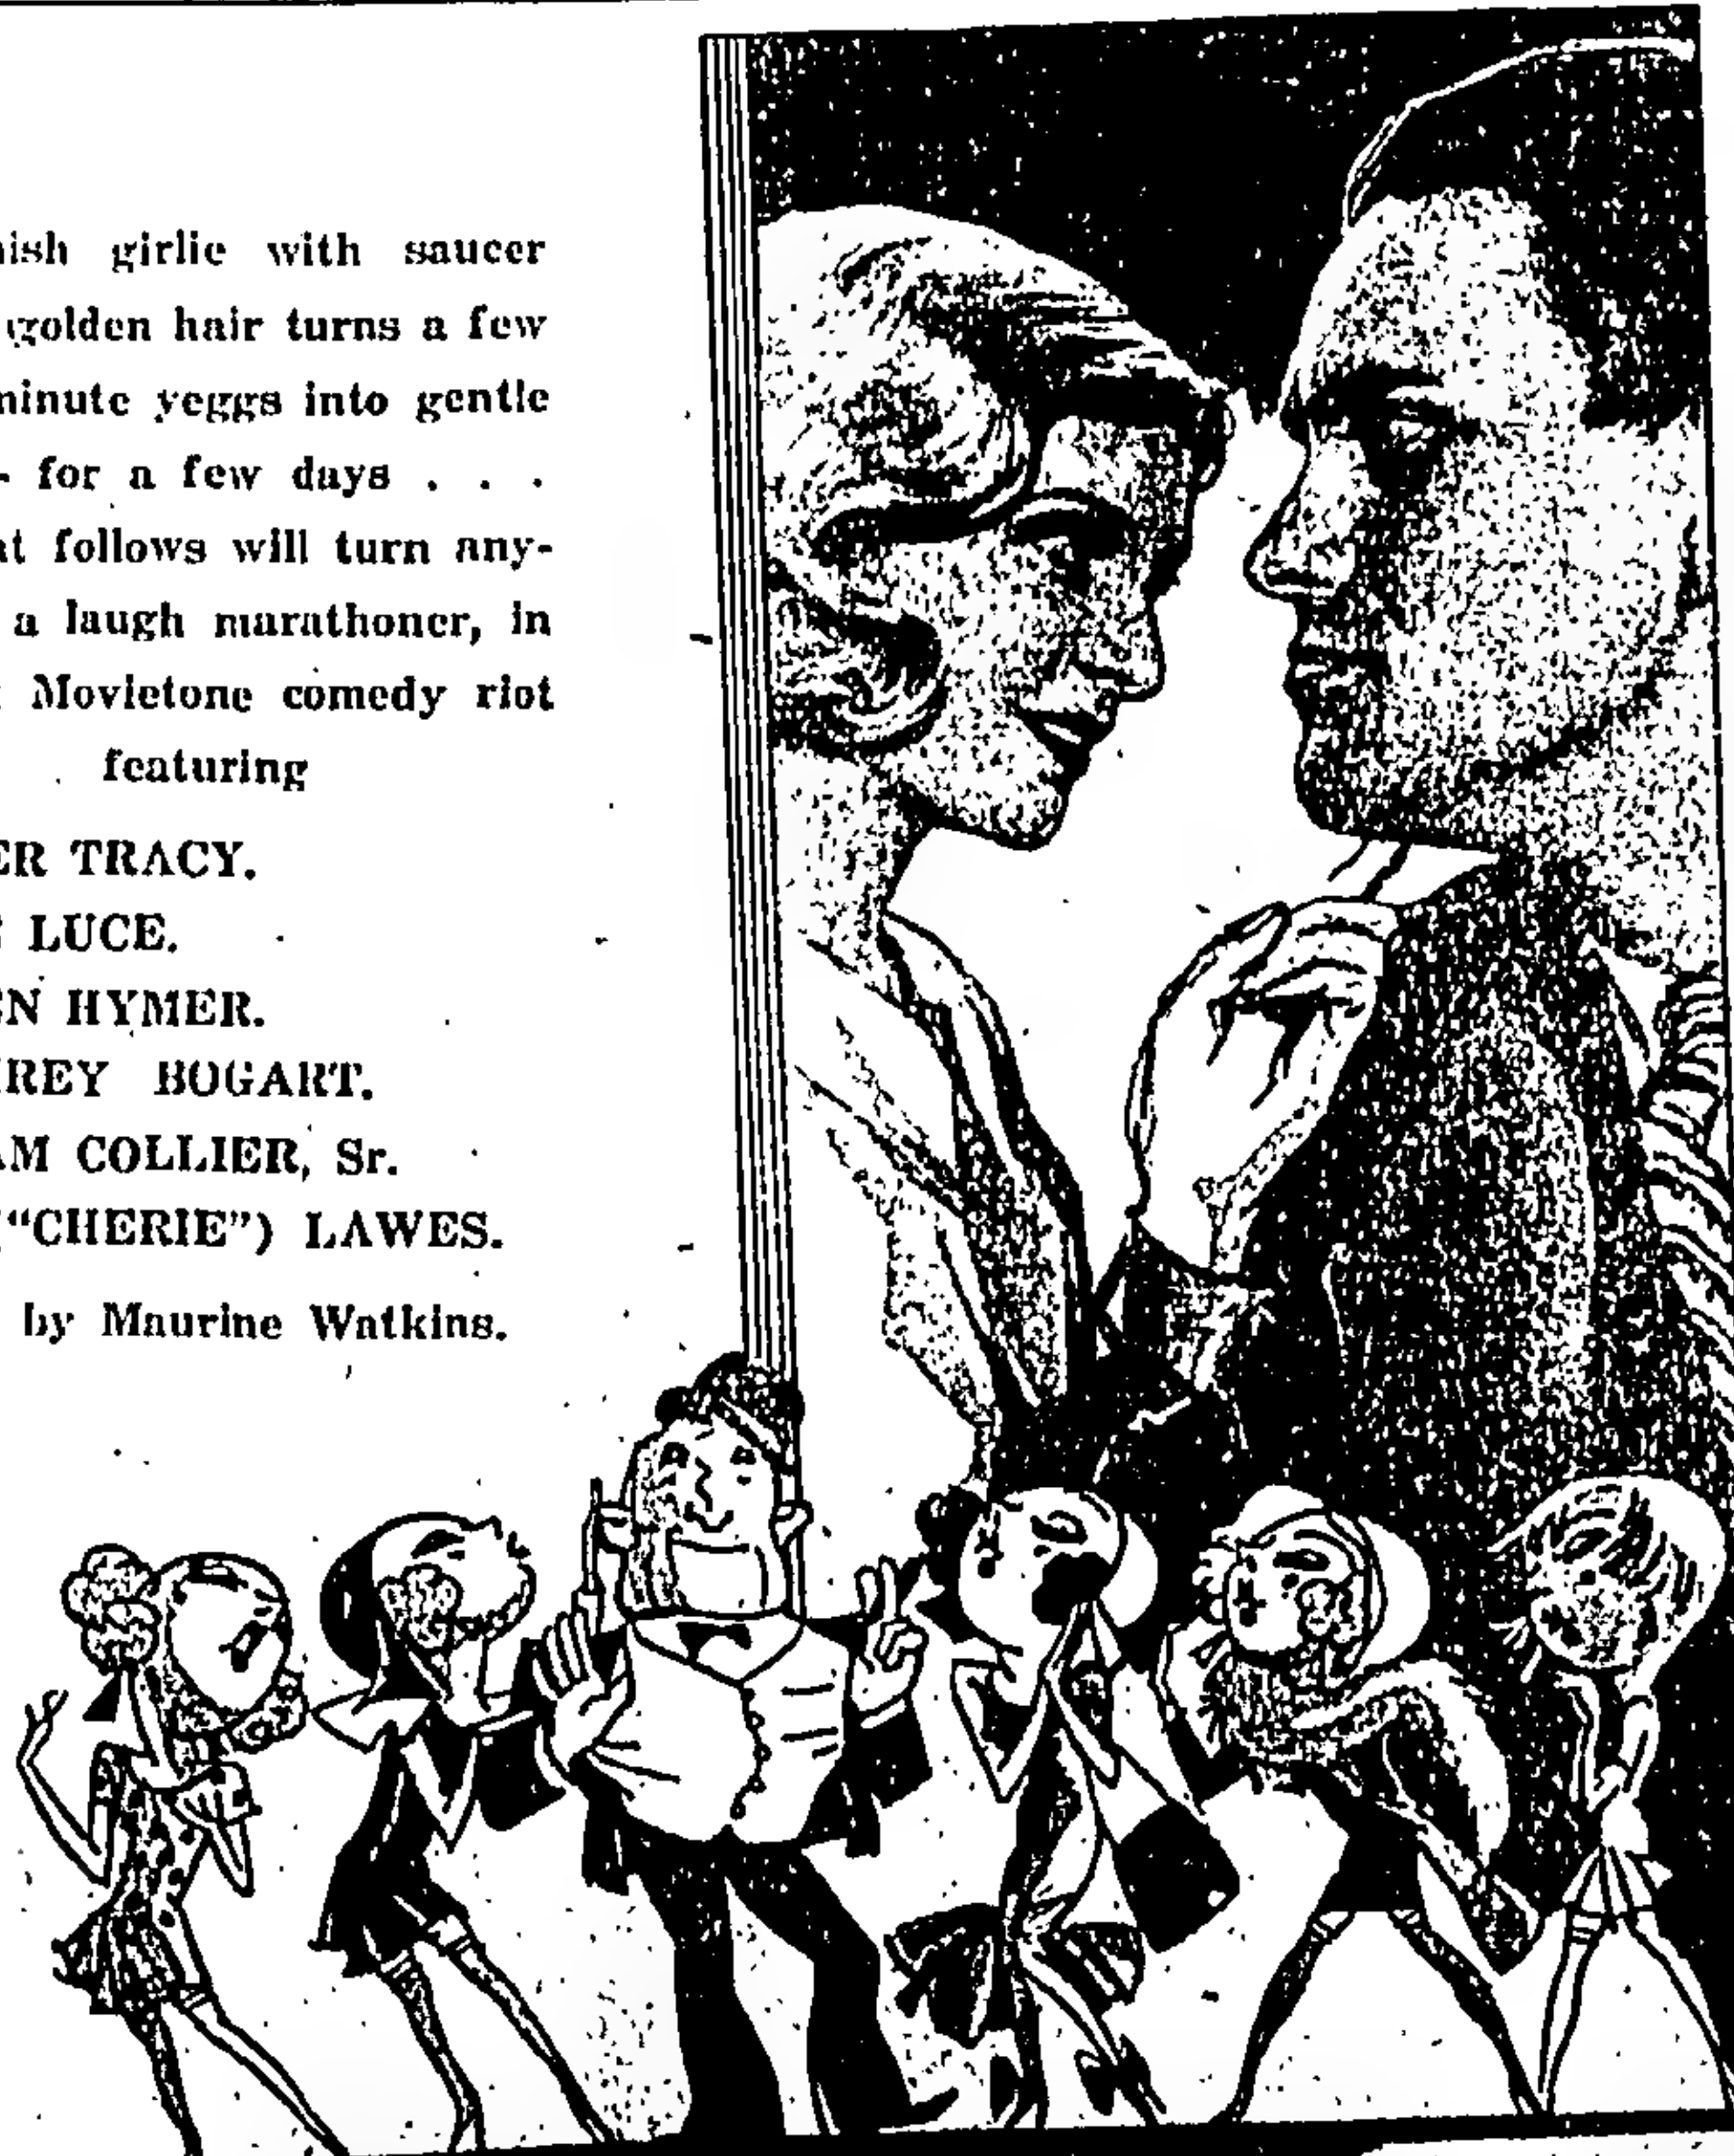 nish girlie with saucer
golden hair turns a few
minute yeggs into gentle
- for a few days . . .
at follows will turn any-
a laugh marathoner, in
Movietone comedy riot
featuring
ER TRACY.
LUCE.
EN HYMER.
REY BOGART.
AM COLLIER, Sr.
("CHERIE") LAWES.
by Maurine Watkins.